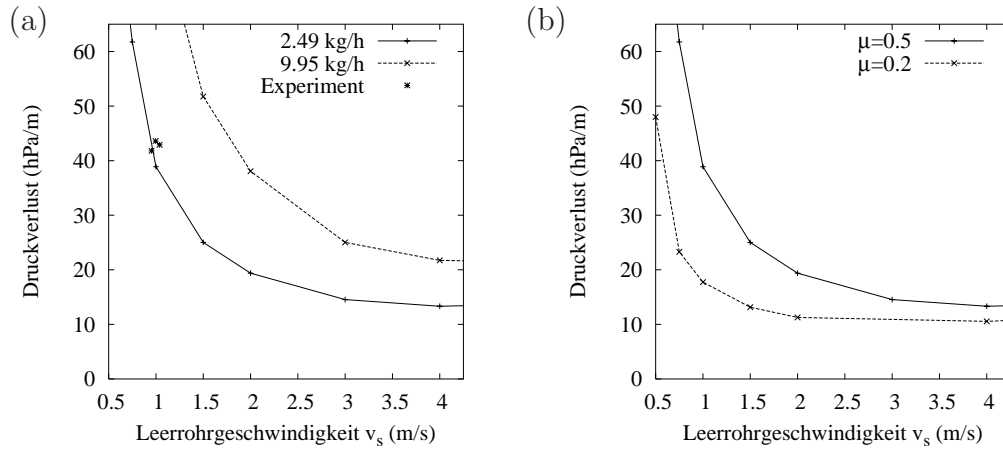 (a)
Druckverlust (hPa/m)
60
50
40
30
20
10
0
2.49 kg/h
9.95 kg/h
Experiment
0.5 1 1.5 2 2.5 3 3.5 4
Leerrohrgeschwindigkeit vs (m/s)
(b)
Druckverlust (hPa/m)
60
50
40
30
20
10
0
μ=0.5
μ=0.2
0.5 1 1.5 2 2.5 3 3.5 4
Leerrohrgeschwindigkeit vs (m/s)